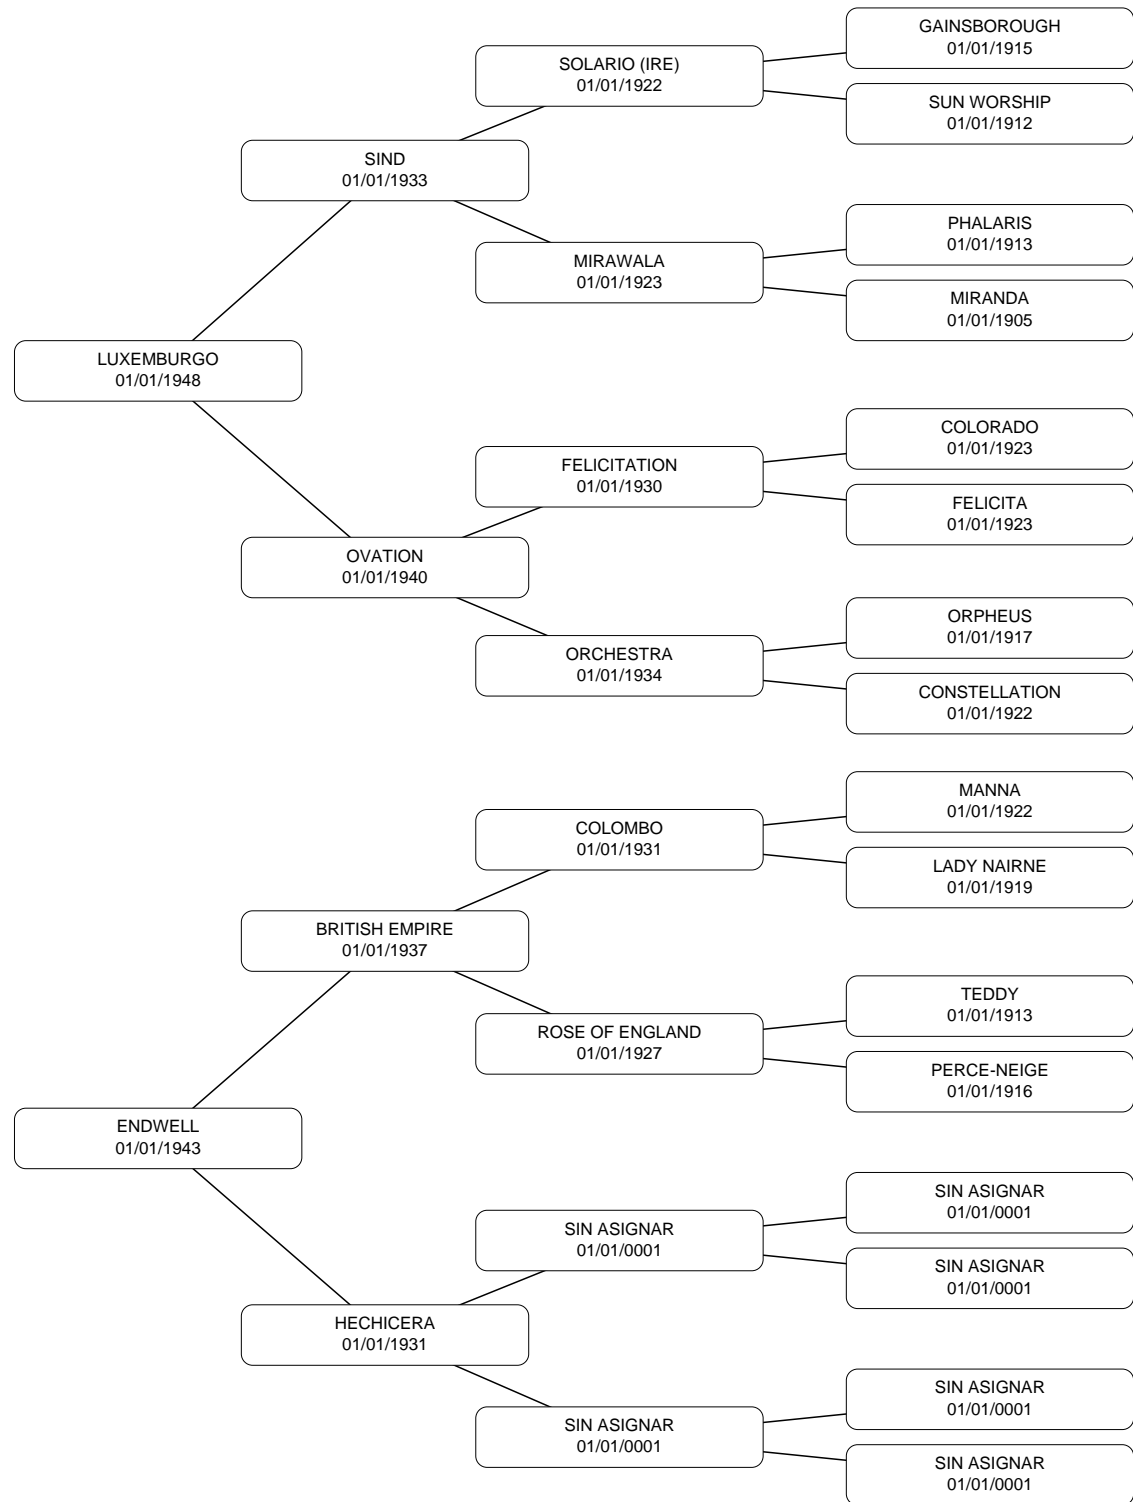 GAINSBOROUGH
01/01/1915
SOLARIO (IRE)
01/01/1922
SUN WORSHIP
01/01/1912
SIND
01/01/1933
PHALARIS
01/01/1913
MIRAWALA
01/01/1923
MIRANDA
01/01/1905
LUXEMBURGO
01/01/1948
COLORADO
01/01/1923
FELICITATION
01/01/1930
FELICITA
01/01/1923
OVATION
01/01/1940
ORPHEUS
01/01/1917
ORCHESTRA
01/01/1934
CONSTELLATION
01/01/1922
MANNA
01/01/1922
COLOMBO
01/01/1931
LADY NAIRNE
01/01/1919
BRITISH EMPIRE
01/01/1937
TEDDY
01/01/1913
ROSE OF ENGLAND
01/01/1927
PERCE-NEIGE
01/01/1916
ENDWELL
01/01/1943
SIN ASIGNAR
01/01/0001
SIN ASIGNAR
01/01/0001
SIN ASIGNAR
01/01/0001
HECHICERA
01/01/1931
SIN ASIGNAR
01/01/0001
SIN ASIGNAR
01/01/0001
SIN ASIGNAR
01/01/0001